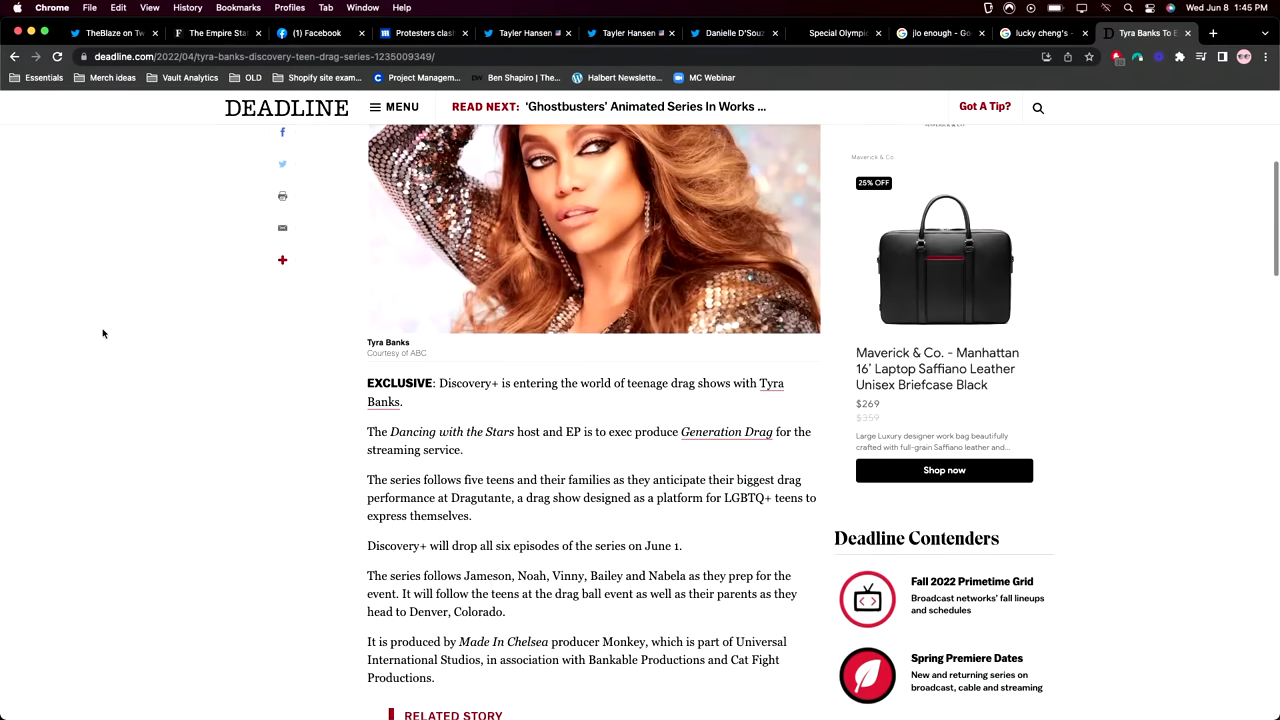 Chrome File Edit View History Bookmarks Profiles Tab Window Help Wed Jun 8 1:45 PM
TheBlaze on Tw The Empire Sta (1) Facebook Protesters clas Tayler Hansen Tayler Hansen Danielle D'Souz Special Olympic jlo enough - Go lucky cheng's - Tyra Banks To E
deadline.com/2022/04/tyra-banks-discovery-teen-drag-series-1235009349/
Essentials Merch ideas Vault Analytics OLD Shopify site exam... Project Managem... Ben Shapiro | The... Halbert Newslette... MC Webinar
DEADLINE MENU READ NEXT: ‘Ghostbusters’ Animated Series In Works ... Got A Tip?
Tyra Banks
Courtesy of ABC
EXCLUSIVE: Discovery+ is entering the world of teenage drag shows with Tyra
Banks.
The Dancing with the Stars host and EP is to exec produce Generation Drag for the
streaming service.
The series follows five teens and their families as they anticipate their biggest drag
performance at Dragutante, a drag show designed as a platform for LGBTQ+ teens to
express themselves.
Discovery+ will drop all six episodes of the series on June 1.
The series follows Jameson, Noah, Vinny, Bailey and Nabela as they prep for the
event. It will follow the teens at the drag ball event as well as their parents as they
head to Denver, Colorado.
It is produced by Made In Chelsea producer Monkey, which is part of Universal
International Studios, in association with Bankable Productions and Cat Fight
Productions.
RELATED STORY
Maverick & Co.
25% OFF
Maverick & Co. - Manhattan
16’ Laptop Saffiano Leather
Unisex Briefcase Black
$269
$359
Large Luxury designer work bag beautifully
crafted with full-grain Saffiano leather and...
Shop now
Deadline Contenders
Fall 2022 Primetime Grid
Broadcast networks’ fall lineups
and schedules
Spring Premiere Dates
New and returning series on
broadcast, cable and streaming